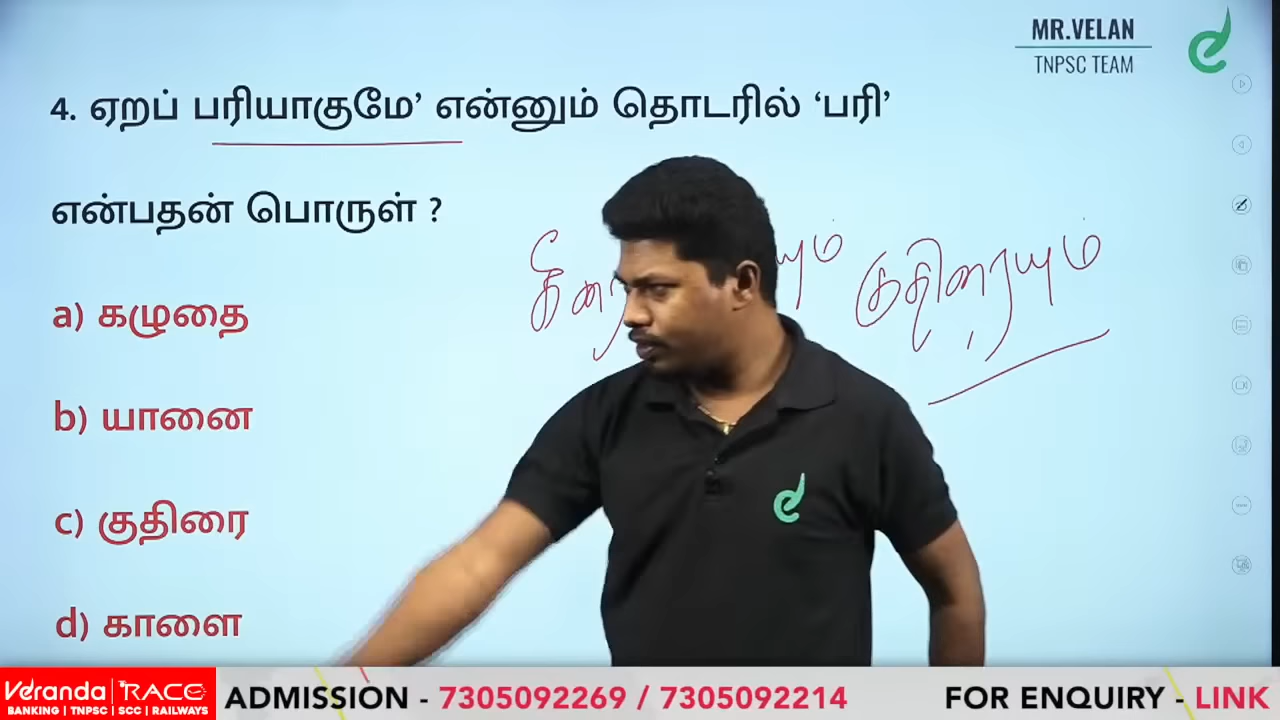 MR.VELAN
TNPSC TEAM
4. ஏறப் பரியாகுமே’ என்னும் தொடரில் ‘பரி’
என்பதன் பொருள் ?
குதிரையும்
a) கழுதை
b) யானை
c) குதிரை
d) காளை
Veranda RACE
BANKING | TNPSC | SCC | RAILWAYS
ADMISSION - 7305092269 / 7305092214
FOR ENQUIRY - LINK